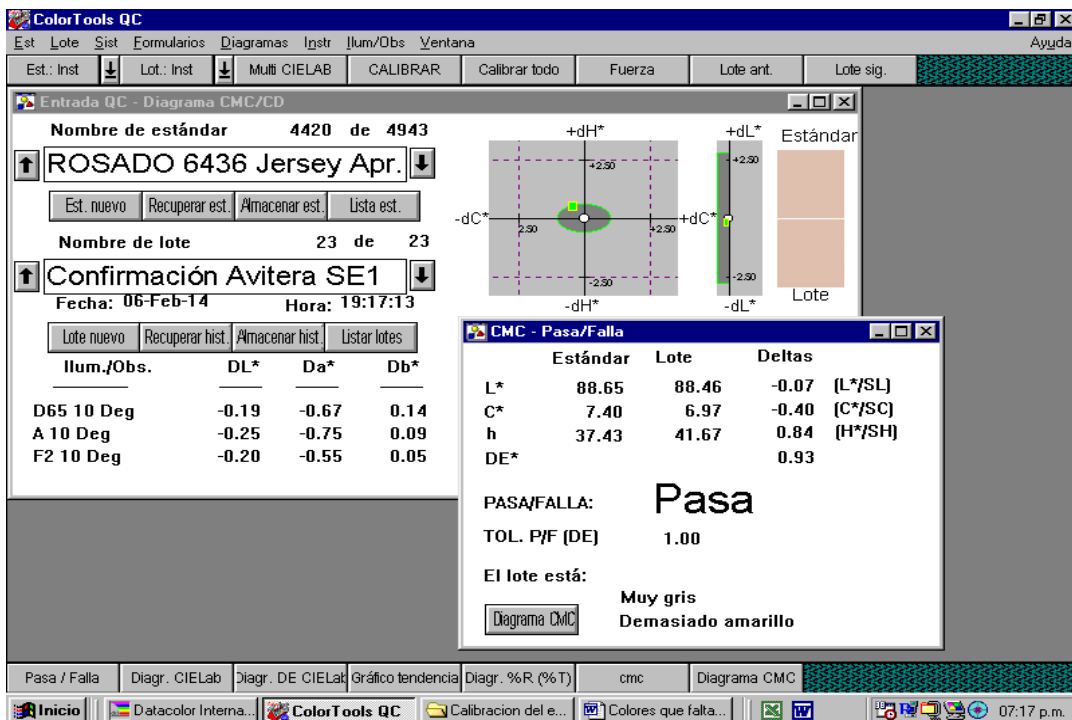 ColorTools QC
Est Lote Sist Formularios Diagramas Instr Ilum/Obs Ventana Ayuda
Est.: Inst Lot.: Inst Multi CIELAB CALIBRAR Calibrar todo Fuerza Lote ant. Lote sig.
Entrada QC - Diagrama CMC/CD
Nombre de estándar 4420 de 4943
ROSADO 6436 Jersey Apr.
Est. nuevo Recuperar est. Almacenar est. Lista est.
Nombre de lote 23 de 23
Confirmación Avitera SE1
Fecha: 06-Feb-14 Hora: 19:17:13
Lote nuevo Recuperar hist. Almacenar hist. Listar lotes
Ilum./Obs. DL* Da* Db*
D65 10 Deg -0.19 -0.67 0.14
A 10 Deg -0.25 -0.75 0.09
F2 10 Deg -0.20 -0.55 0.05
+dH*
+2.50
-dC* 2.50 +2.50 +dC*
-2.50
-dH*
+dL*
+2.50
-2.50
-dL*
Estándar
Lote
CMC - Pasa/Falla
Estándar Lote Deltas
L* 88.65 88.46 -0.07 (L*/SL)
C* 7.40 6.97 -0.40 (C*/SC)
h 37.43 41.67 0.84 (H*/SH)
DE* 0.93
PASA/FALLA: Pasa
TOL. P/F (DE) 1.00
El lote está:
Muy gris
Diagrama CMC Demasiado amarillo
Pasa / Falla Diagr. CIELab Diagr. DE CIELab Gráfico tendencia Diagr. %R (%T) cmc Diagrama CMC
Inicio Datacolor Interna... ColorTools QC Calibracion del e... Colores que falta... 07:17 p.m.